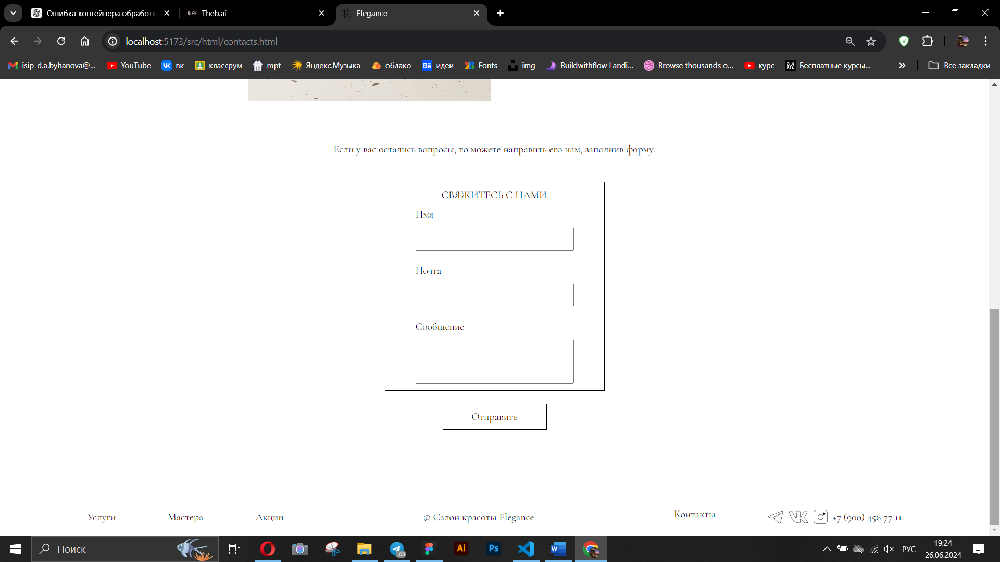 Ошибка контейнера обработк
Theb.ai
Elegance
localhost:5173/src/html/contacts.html
isip_d.a.byhanova@...
YouTube
вк
классрум
mpt
Яндекс.Музыка
облако
идеи
Fonts
img
Buildwithflow Landi...
Browse thousands o...
курс
Бесплатные курсы...
Все закладки
Если у вас остались вопросы, то можете направить его нам, заполнив форму.
СВЯЖИТЕСЬ С НАМИ
Имя
Почта
Сообщение
Отправить
Услуги
Мастера
Акции
© Салон красоты Elegance
Контакты
+7 (900) 456 77 11
Поиск
РУС
19:24
26.06.2024